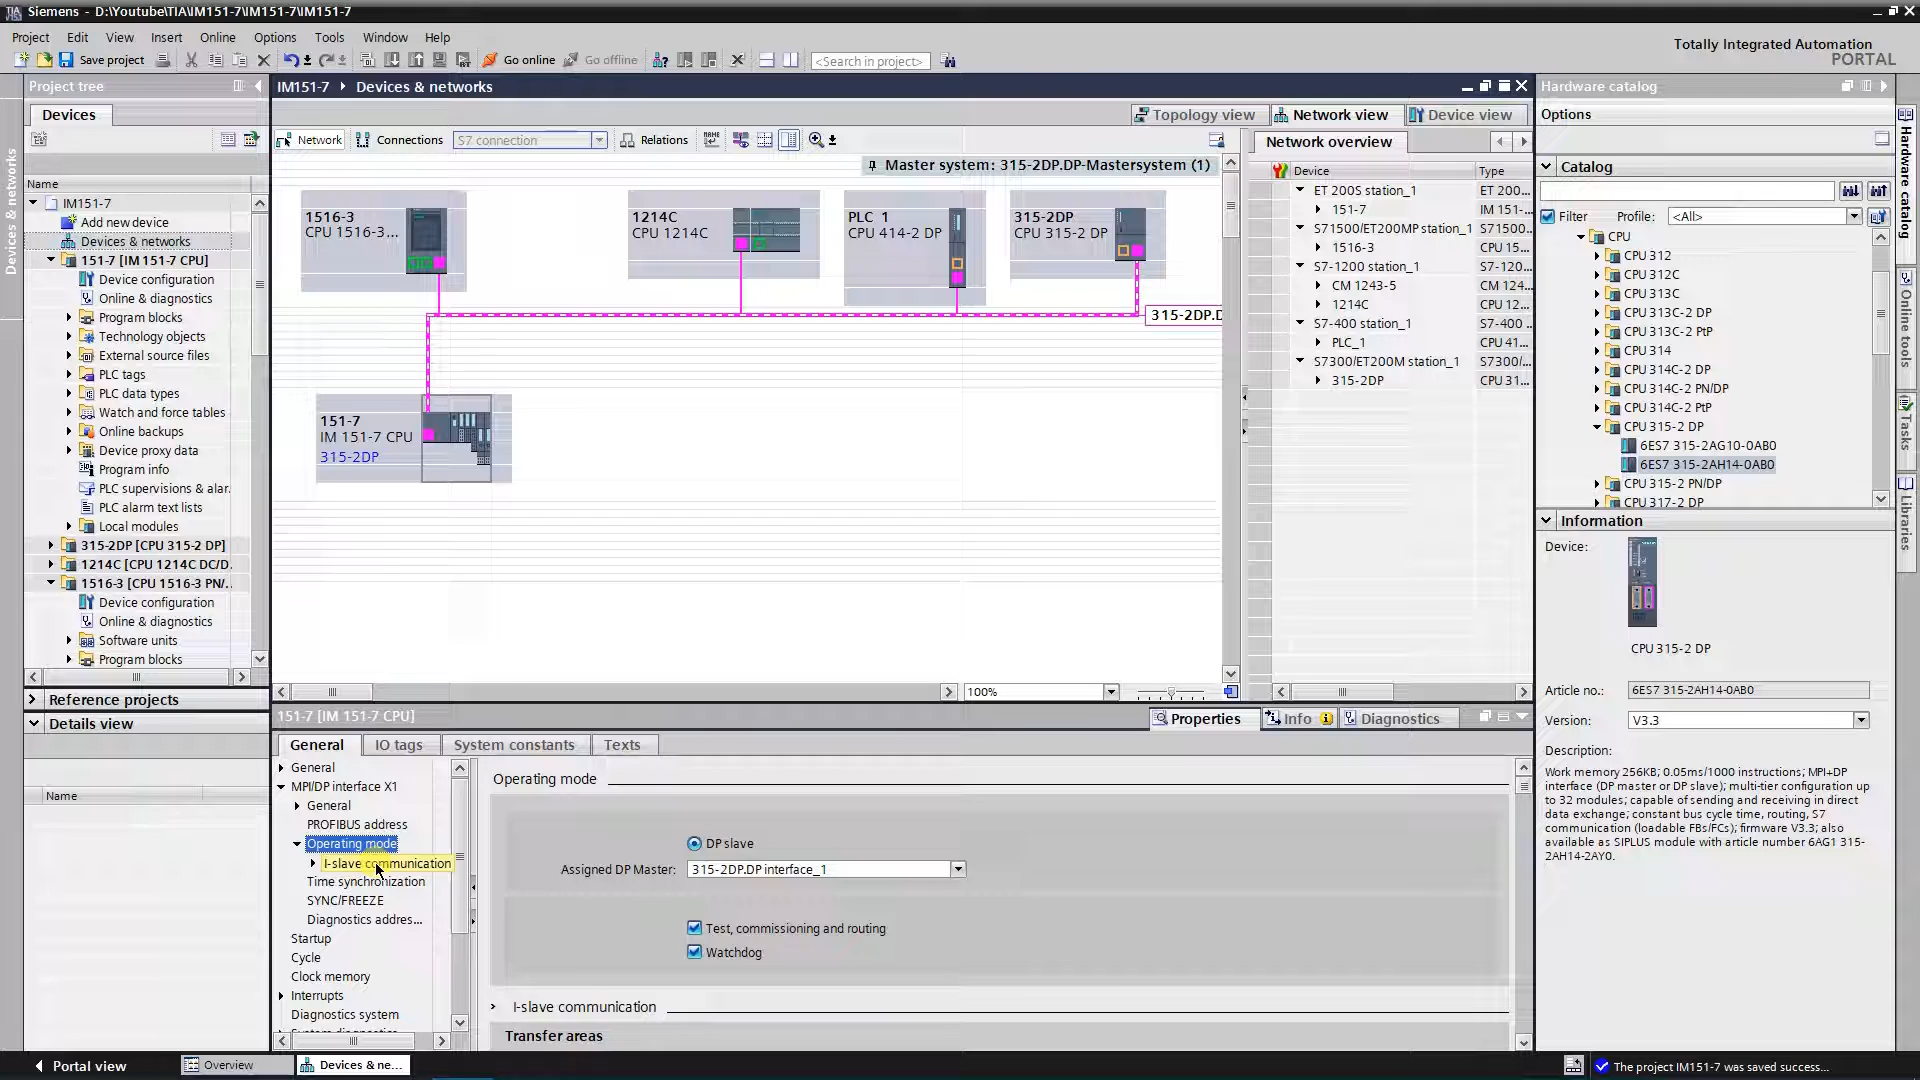 Siemens - D:\Youtube\TIA\IM151-7\IM151-7\IM151-7
Project Edit View Insert Online Options Tools Window Help
Totally Integrated Automation
PORTAL
Save project
Go online
Go offline
<Search in project>
Project tree
Devices
Name
IM151-7
Add new device
Devices & networks
151-7 [IM 151-7 CPU]
Device configuration
Online & diagnostics
Program blocks
Technology objects
External source files
PLC tags
PLC data types
Watch and force tables
Online backups
Device proxy data
Program info
PLC supervisions & alar.
PLC alarm text lists
Local modules
315-2DP [CPU 315-2 DP]
1214C [CPU 1214C DC/D.
1516-3 [CPU 1516-3 PN/..
Device configuration
Online & diagnostics
Software units
Program blocks
Reference projects
Details view
Name
Devices & networks
IM151-7 Devices & networks
Topology view
Network view
Device view
Network
Connections
S7 connection
Relations
Master system: 315-2DP.DP-Mastersystem (1)
1516-3
CPU 1516-3...
1214C
CPU 1214C
PLC_1
CPU 414-2 DP
315-2DP
CPU 315-2 DP
315-2DP.D
151-7
IM 151-7 CPU
315-2DP
100%
Network overview
Device Type
ET 200S station_1 ET 200...
151-7 IM 151-...
S71500/ET200MP station_1 S71500...
1516-3 CPU 15...
S7-1200 station_1 S7-120...
CM 1243-5 CM 124...
1214C CPU 12...
S7-400 station_1 S7-400 ...
PLC_1 CPU 41...
S7300/ET200M station_1 S7300/...
315-2DP CPU 31...
151-7 [IM 151-7 CPU]
Properties
Info
Diagnostics
General
IO tags
System constants
Texts
General
MPI/DP interface X1
General
PROFIBUS address
Operating mode
I-slave communication
Time synchronization
SYNC/FREEZE
Diagnostics addres...
Startup
Cycle
Clock memory
Interrupts
Diagnostics system
Operating mode
DP slave
Assigned DP Master: 315-2DP.DP interface_1
Test, commissioning and routing
Watchdog
I-slave communication
Transfer areas
Hardware catalog
Options
Catalog
Filter Profile: <All>
CPU
CPU 312
CPU 312C
CPU 313C
CPU 313C-2 DP
CPU 313C-2 PtP
CPU 314
CPU 314C-2 DP
CPU 314C-2 PN/DP
CPU 314C-2 PtP
CPU 315-2 DP
6ES7 315-2AG10-0AB0
6ES7 315-2AH14-0AB0
CPU 315-2 PN/DP
CPU 317-2 DP
Information
Device:
CPU 315-2 DP
Article no.: 6ES7 315-2AH14-0AB0
Version: V3.3
Description:
Work memory 256KB; 0.05ms/1000 instructions; MPI+DP
interface (DP master or DP slave); multi-tier configuration up
to 32 modules; capable of sending and receiving in direct
data exchange; constant bus cycle time, routing, S7
communication (loadable FBs/FCs); firmware V3.3; also
available as SIPLUS module with article number 6AG1 315-
2AH14-2AY0.
Hardware catalog
Online tools
Tasks
Libraries
Portal view
Overview
Devices & ne...
The project IM151-7 was saved success...